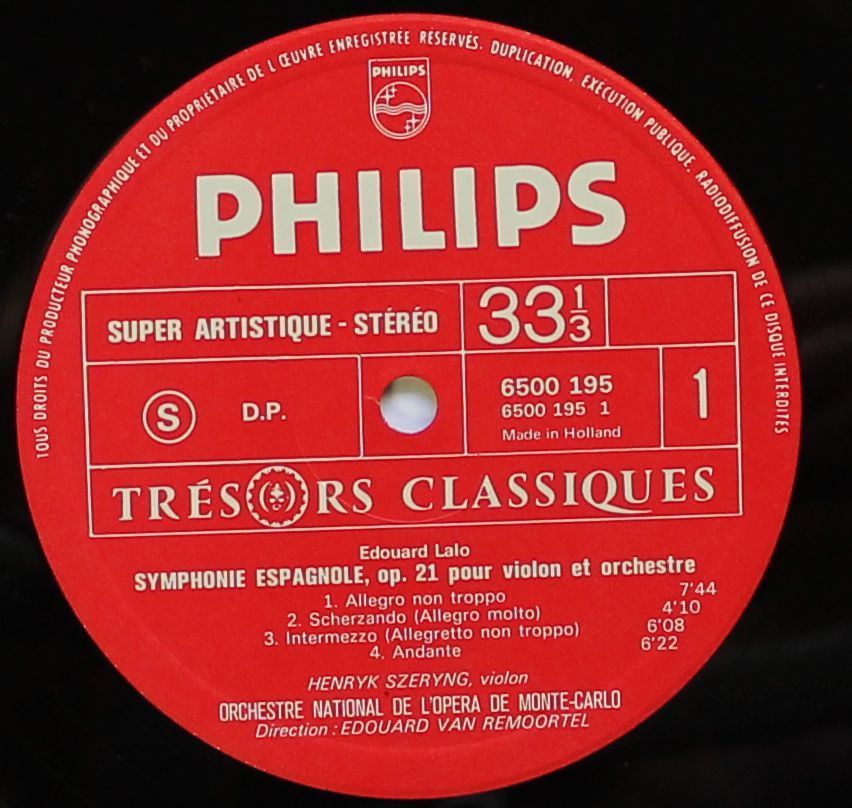 TOUS DROITS DU PRODUCTEUR PHONOGRAPHIQUE ET DU PROPRIÉTAIRE DE L ŒUVRE ENREGISTRÉE RÉSERVÉS. DUPLICATION, EXÉCUTION PUBLIQUE, RADIODIFFUSION DE CE DISQUE INTERDITES
PHILIPS
PHILIPS
SUPER ARTISTIQUE - STÉRÉO 33 1/3
S D.P. 6500 195 1
6500 195 1
Made in Holland
TRÉSORS CLASSIQUES
Edouard Lalo
SYMPHONIE ESPAGNOLE, op. 21 pour violon et orchestre
1. Allegro non troppo 7'44
2. Scherzando (Allegro molto) 4'10
3. Intermezzo (Allegretto non troppo) 6'08
4. Andante 6'22
HENRYK SZERYNG, violon
ORCHESTRE NATIONAL DE L'OPERA DE MONTE-CARLO
Direction : EDOUARD VAN REMOORTEL